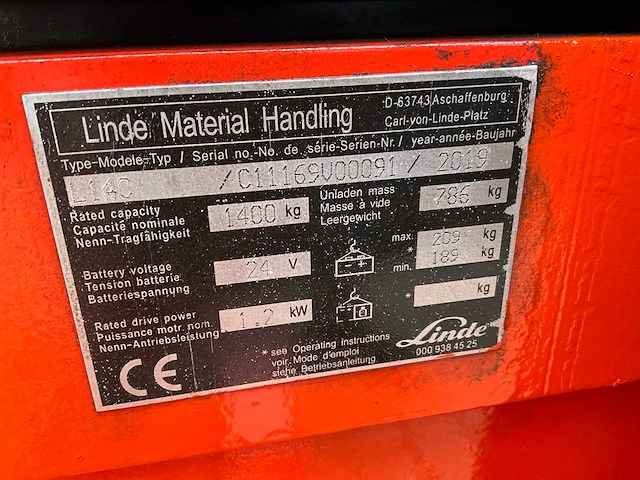 Linde Material Handling
D-63743 Aschaffenburg
Carl-von-Linde-Platz
Type-Modele-Typ / Serial no.-No. de série-Serien-Nr. / year-année-Baujahr
L14C /C11169V00091/ 2019
Rated capacity
Capacité nominale
Nenn-Tragfähigkeit
1400 kg
Unladen mass
Masse à vide
Leergewicht
786 kg
Battery voltage
Tension batterie
Batteriespannung
24 V
max. 209 kg
min. 189
* kg
Rated drive power
Puissance motr. nom.
Nenn-Antriebsleistung
1.2 kW
* see Operating instructions
voir Mode d'emploi
siehe Betriebsanleitung
Linde
000 938 45 25
CE